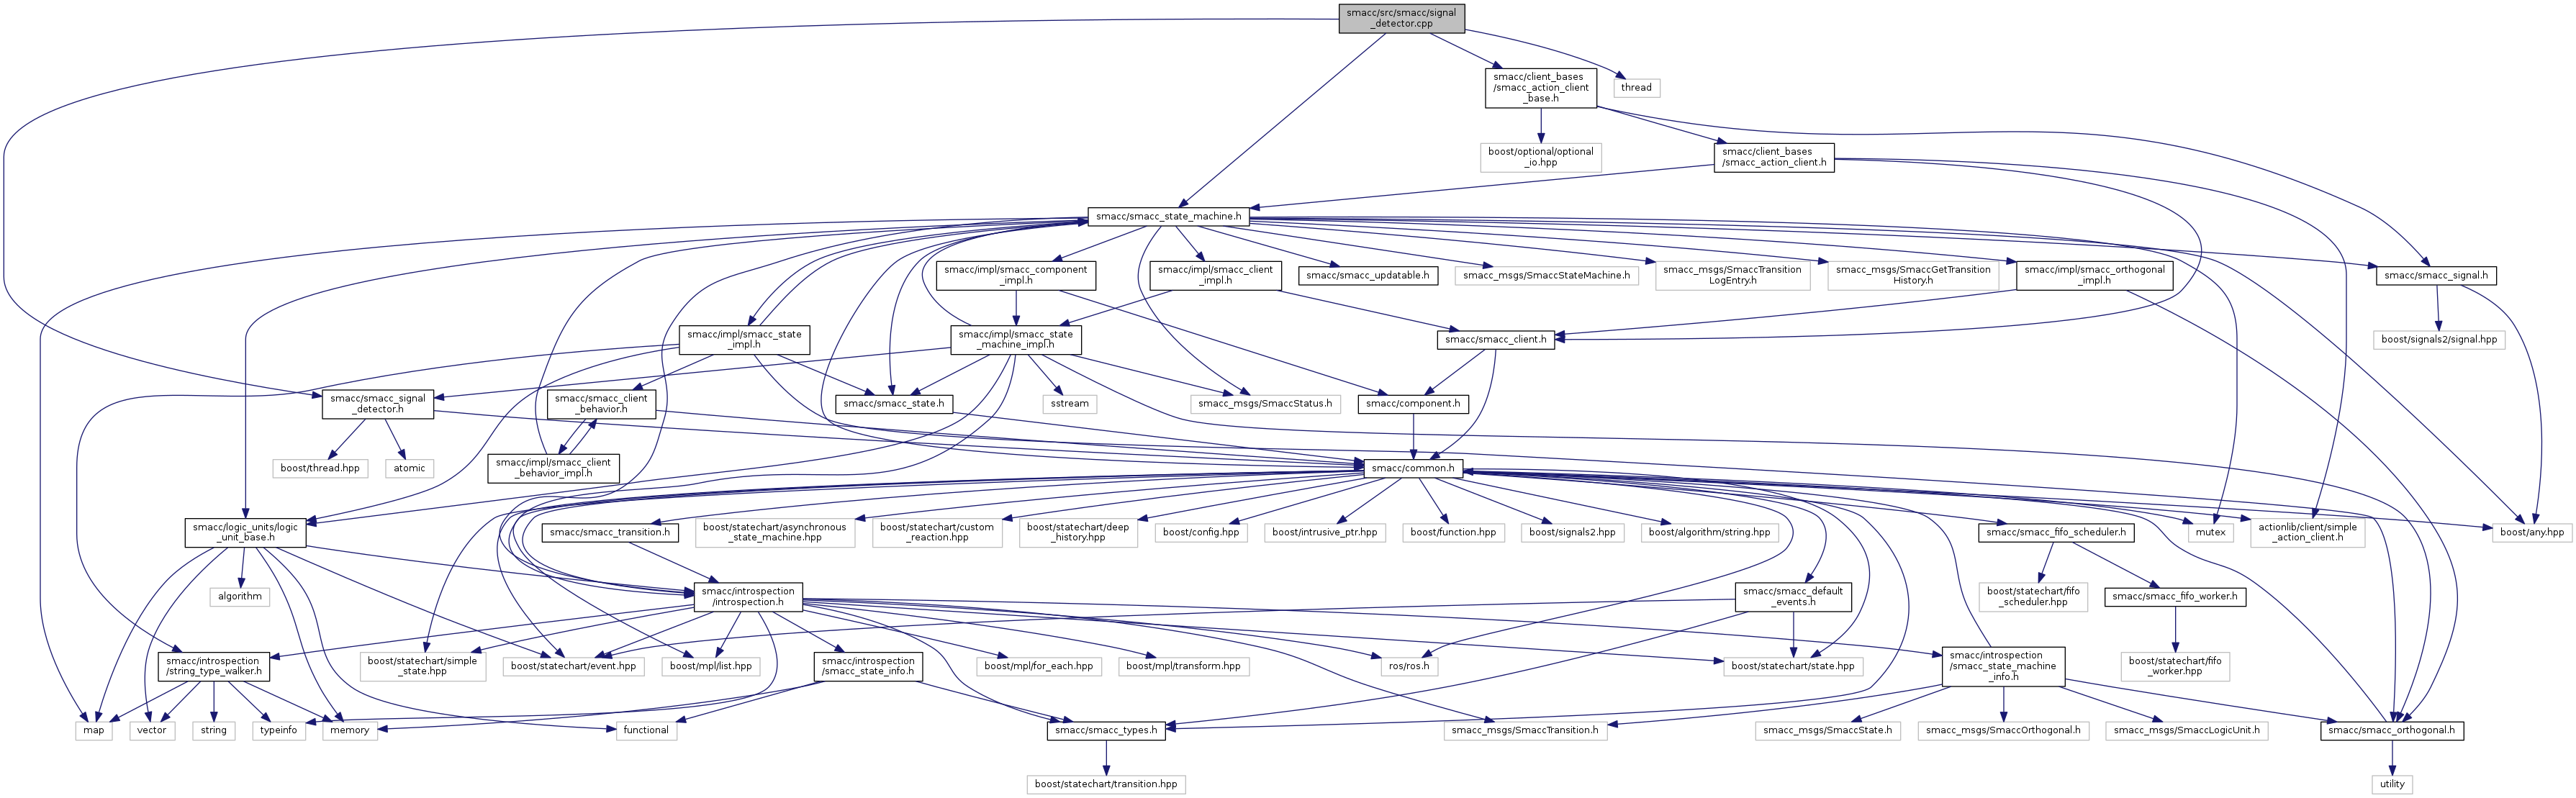 smacc/src/smacc/signal
_detector.cpp
smacc/client_bases
/smacc_action_client
_base.h
thread
boost/optional/optional
_io.hpp
smacc/client_bases
/smacc_action_client.h
smacc/smacc_state_machine.h
smacc/impl/smacc_component
_impl.h
smacc/impl/smacc_client
_impl.h
smacc/smacc_updatable.h
smacc_msgs/SmaccStateMachine.h
smacc_msgs/SmaccTransition
LogEntry.h
smacc_msgs/SmaccGetTransition
History.h
smacc/impl/smacc_orthogonal
_impl.h
smacc/smacc_signal.h
smacc/impl/smacc_state
_impl.h
smacc/impl/smacc_state
_machine_impl.h
smacc/smacc_client.h
boost/signals2/signal.hpp
smacc/smacc_signal
_detector.h
smacc/smacc_client
_behavior.h
smacc/smacc_state.h
sstream
smacc_msgs/SmaccStatus.h
smacc/component.h
boost/thread.hpp
atomic
smacc/impl/smacc_client
_behavior_impl.h
smacc/common.h
smacc/logic_units/logic
_unit_base.h
smacc/smacc_transition.h
boost/statechart/asynchronous
_state_machine.hpp
boost/statechart/custom
_reaction.hpp
boost/statechart/deep
_history.hpp
boost/config.hpp
boost/intrusive_ptr.hpp
boost/function.hpp
boost/signals2.hpp
boost/algorithm/string.hpp
smacc/smacc_fifo_scheduler.h
mutex
actionlib/client/simple
_action_client.h
boost/any.hpp
algorithm
smacc/introspection
/introspection.h
smacc/smacc_default
_events.h
boost/statechart/fifo
_scheduler.hpp
smacc/smacc_fifo_worker.h
smacc/introspection
/string_type_walker.h
boost/statechart/simple
_state.hpp
boost/statechart/event.hpp
boost/mpl/list.hpp
smacc/introspection
/smacc_state_info.h
boost/mpl/for_each.hpp
boost/mpl/transform.hpp
ros/ros.h
boost/statechart/state.hpp
smacc/introspection
/smacc_state_machine
_info.h
boost/statechart/fifo
_worker.hpp
map
vector
string
typeinfo
memory
functional
smacc/smacc_types.h
smacc_msgs/SmaccTransition.h
smacc_msgs/SmaccState.h
smacc_msgs/SmaccOrthogonal.h
smacc_msgs/SmaccLogicUnit.h
smacc/smacc_orthogonal.h
boost/statechart/transition.hpp
utility